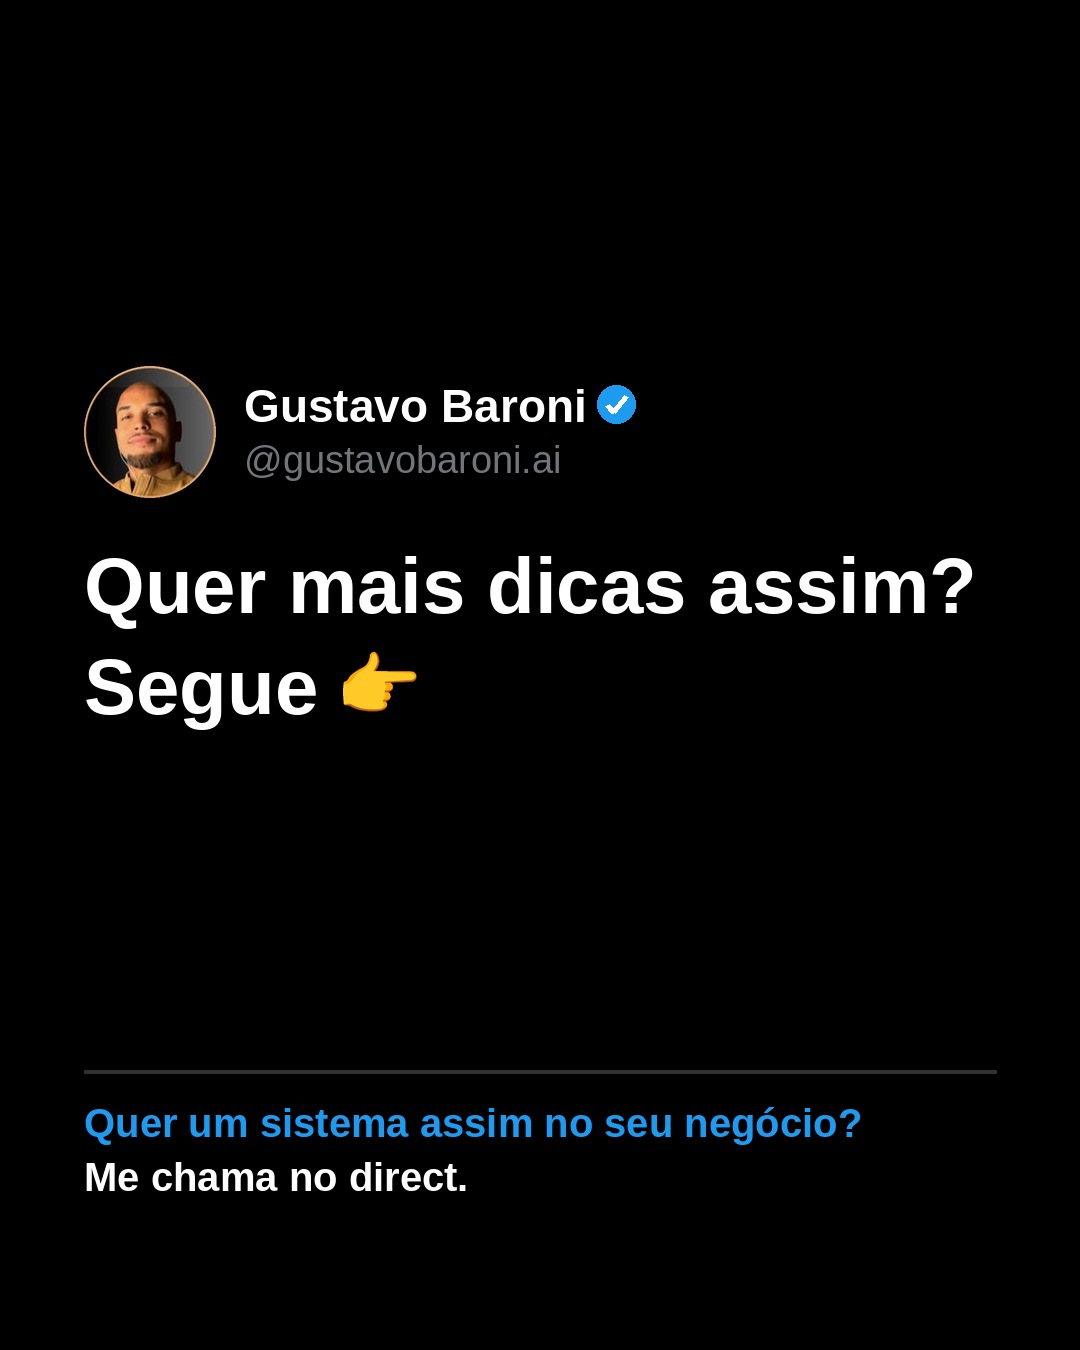 Gustavo Baroni
@gustavobaroni.ai
Quer mais dicas assim?
Segue 👉
Quer um sistema assim no seu negócio?
Me chama no direct.